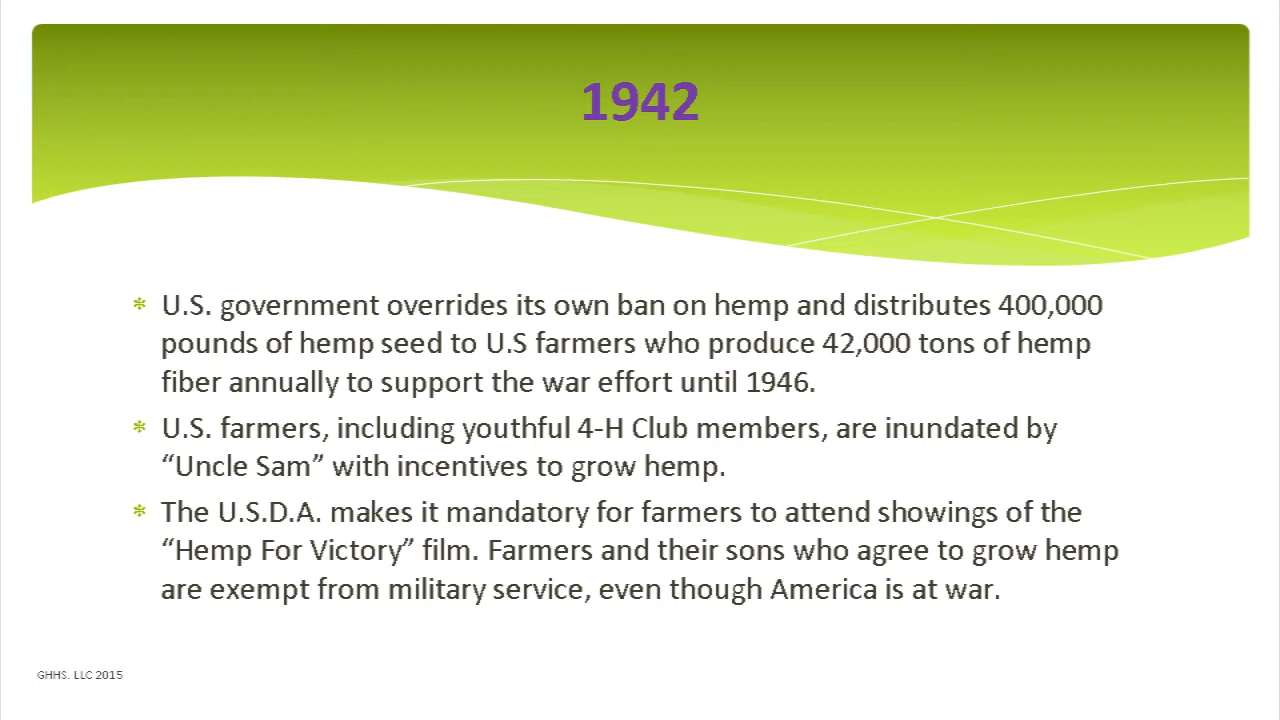 1942
* U.S. government overrides its own ban on hemp and distributes 400,000
pounds of hemp seed to U.S farmers who produce 42,000 tons of hemp
fiber annually to support the war effort until 1946.
* U.S. farmers, including youthful 4-H Club members, are inundated by
“Uncle Sam” with incentives to grow hemp.
* The U.S.D.A. makes it mandatory for farmers to attend showings of the
“Hemp For Victory” film. Farmers and their sons who agree to grow hemp
are exempt from military service, even though America is at war.
GHHS. LLC 2015